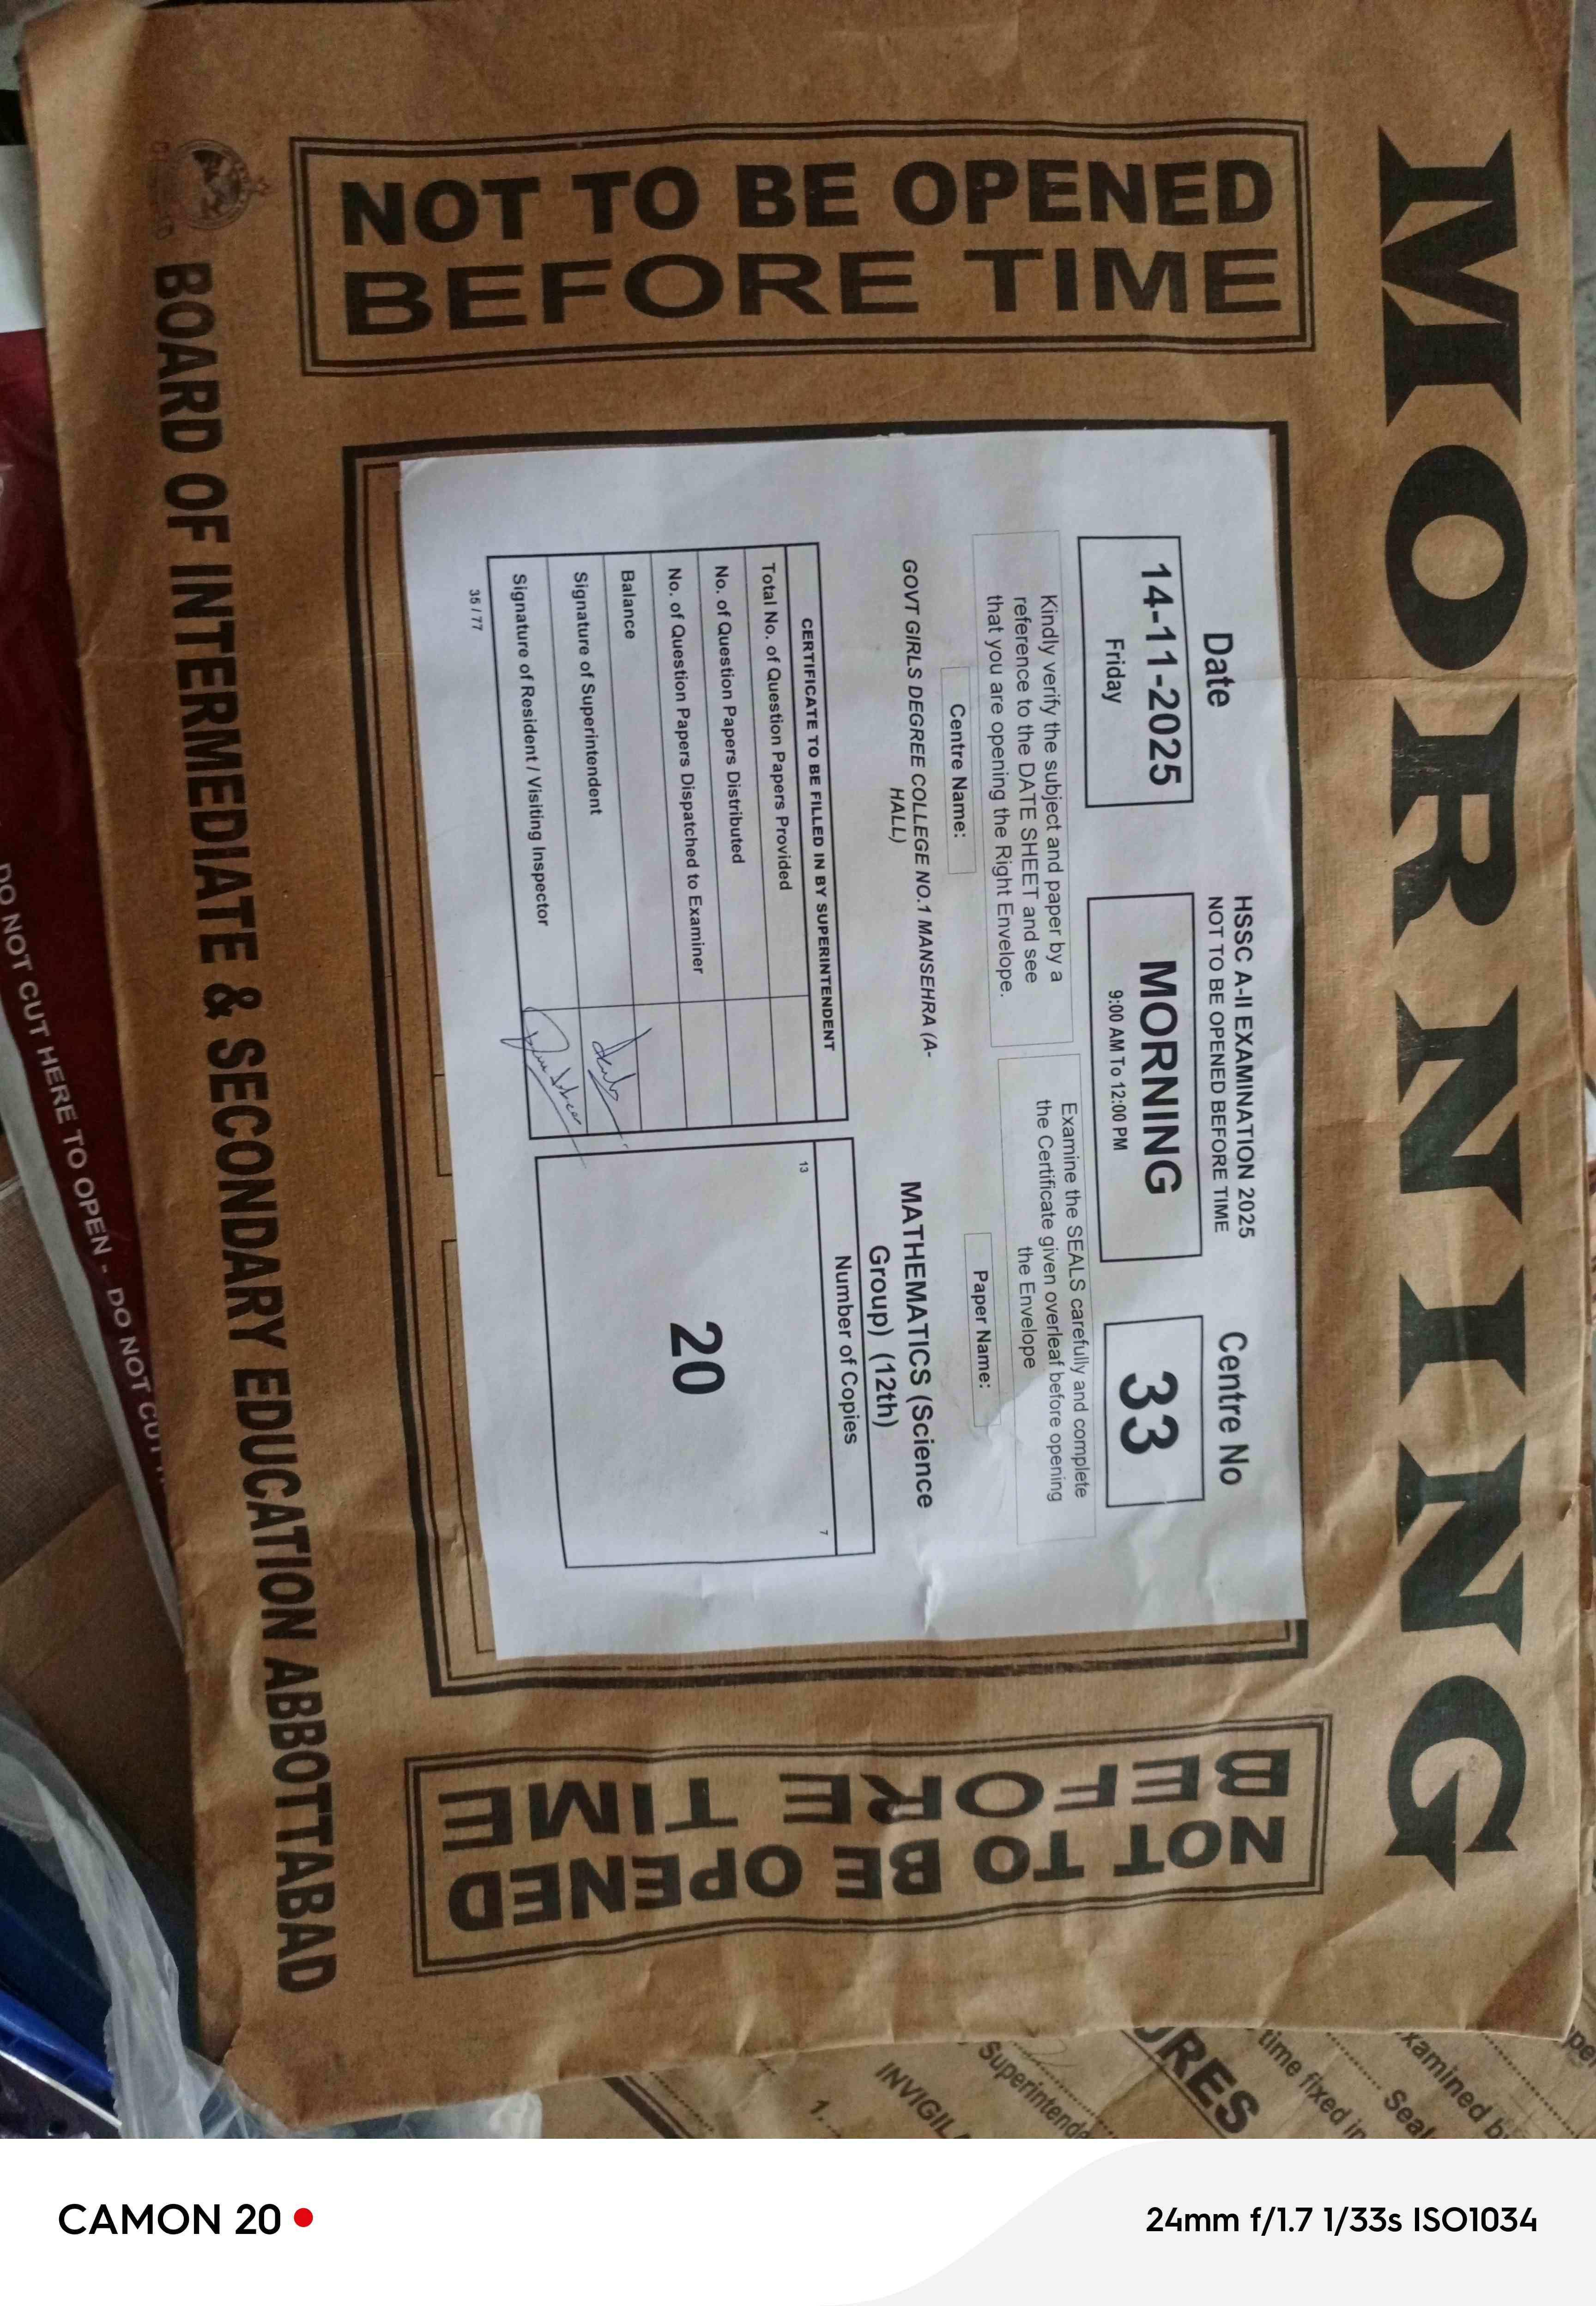 MORNING
NOT TO BE OPENED
BEFORE TIME
Date
HSSC A-II EXAMINATION 2025
NOT TO BE OPENED BEFORE TIME
Centre No
14-11-2025
Friday
MORNING
9:00 AM To 12:00 PM
33
Kindly verify the subject and paper by a
reference to the DATE SHEET and see
that you are opening the Right Envelope.
Examine the SEALS carefully and complete
the Certificate given overleaf before opening
the Envelope
Centre Name:
Paper Name:
GOVT GIRLS DEGREE COLLEGE NO.1 MANSEHRA (A-
HALL)
MATHEMATICS (Science
Group) (12th)
CERTIFICATE TO BE FILLED IN BY SUPERINTENDENT
Total No. of Question Papers Provided
No. of Question Papers Distributed
No. of Question Papers Dispatched to Examiner
Balance
Signature of Superintendent
Signature of Resident / Visiting Inspector
35 / 77
Number of Copies
13
7
20
NOT TO BE OPENED
BEFORE TIME
BOARD OF INTERMEDIATE & SECONDARY EDUCATION ABBOTTABAD
DO NOT CUT HERE TO OPEN - DO NOT CUT
time fixed in
Superintende
INVIGIL
1.
CAMON 20
24mm f/1.7 1/33s ISO1034